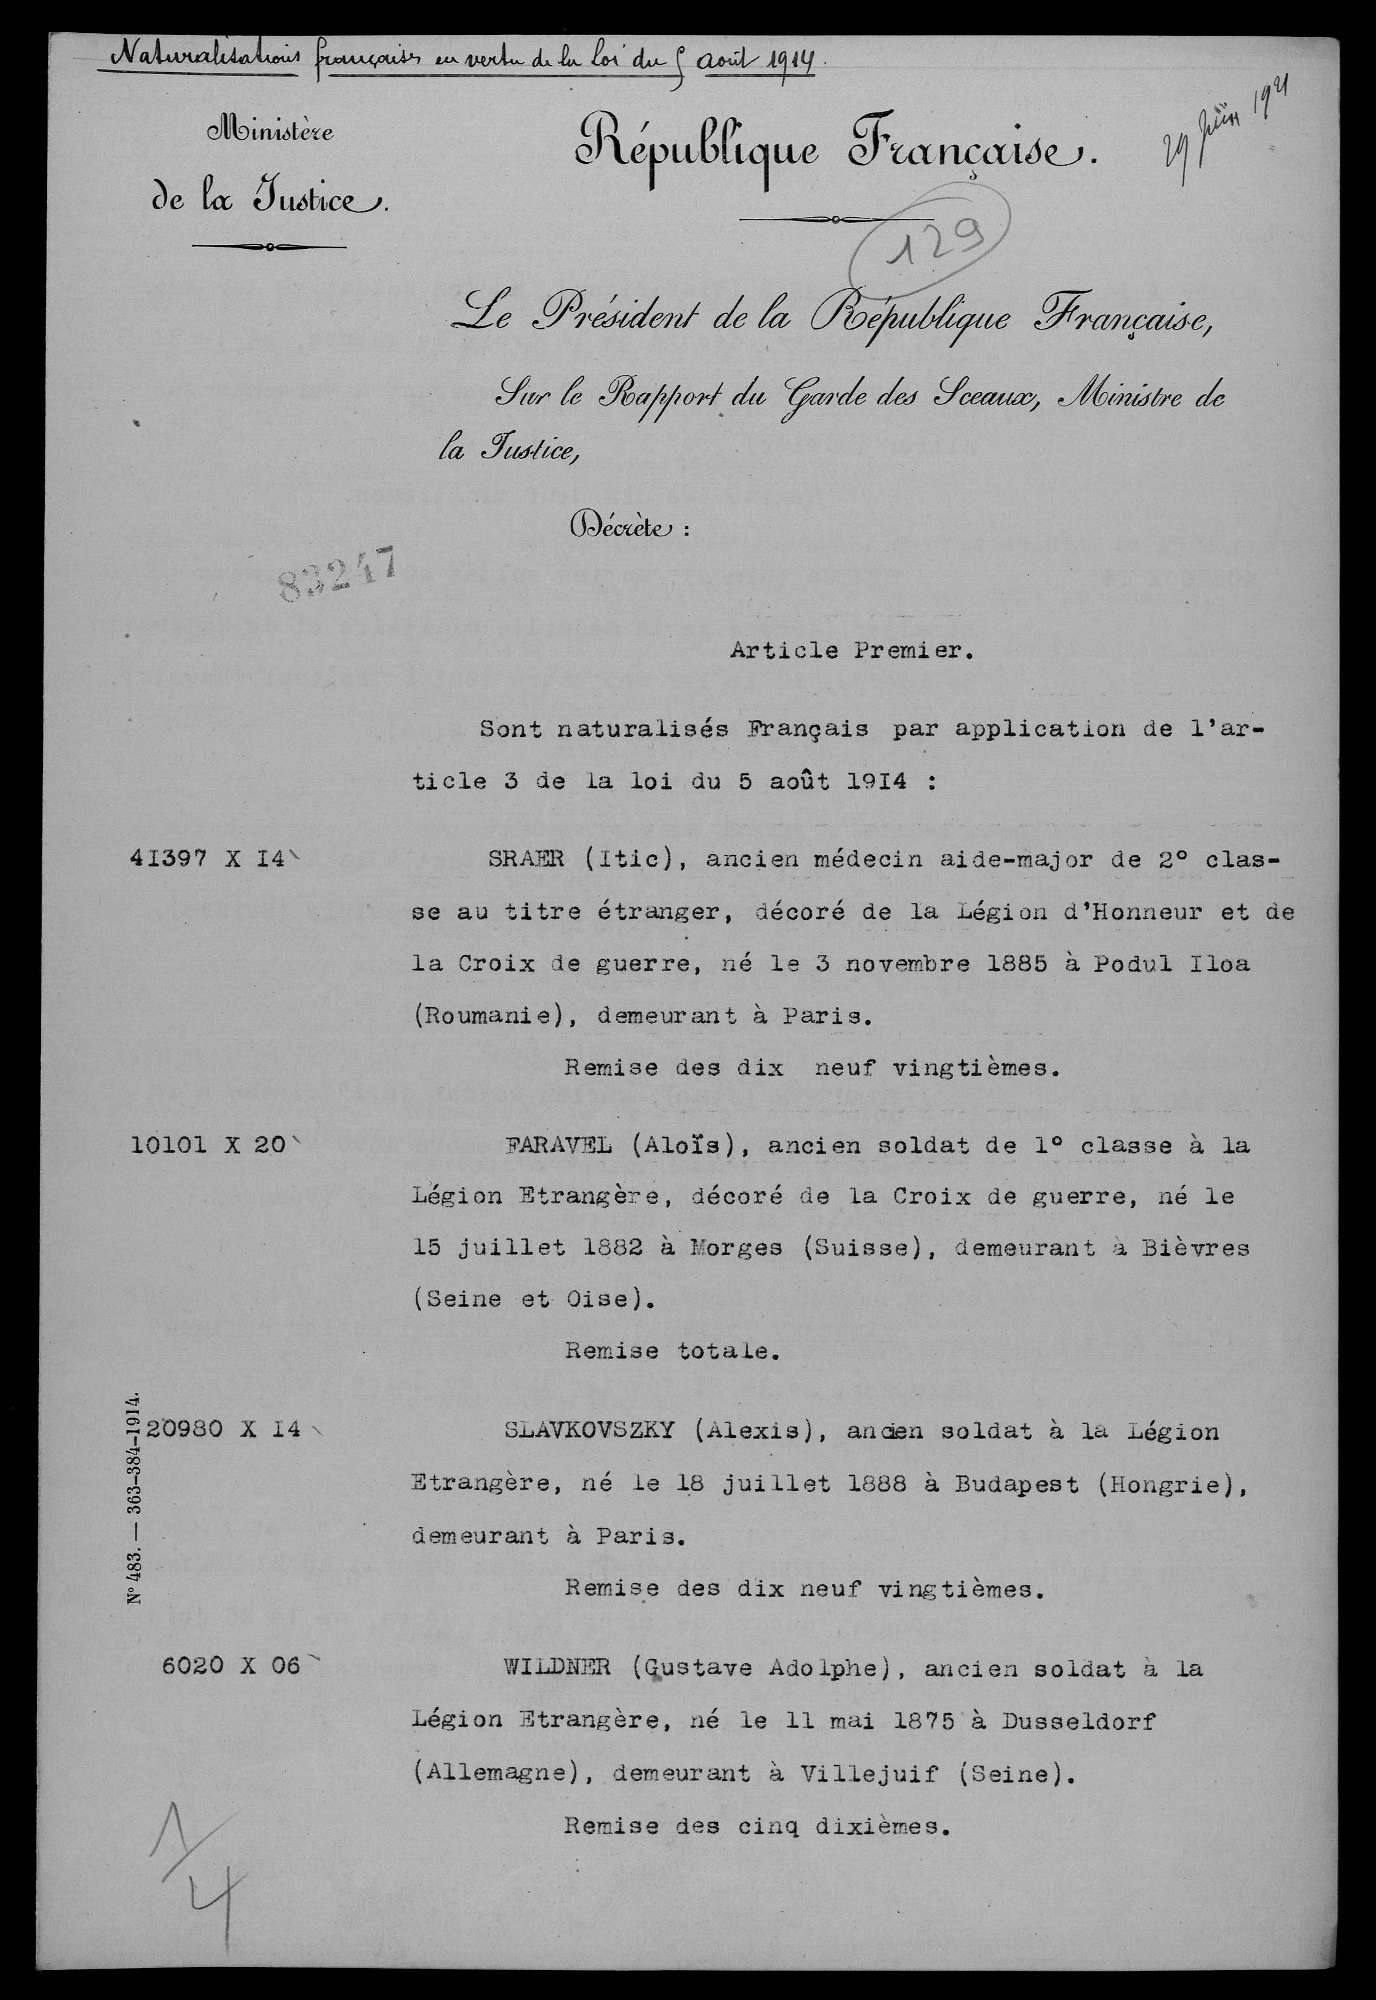 Naturalisations françaises en vertu de la loi du 5 août 1914.
29 Juin 1921
Ministère
de la Justice.
République Française.
129
Le Président de la République Française,
Sur le Rapport du Garde des Sceaux, Ministre de
la Justice,
Décrète :
83247
Article Premier.
Sont naturalisés Français par application de l'ar-
ticle 3 de la loi du 5 août 19I4 :
4I397 X I4
SRAER (Itic), ancien médecin aide-major de 2° clas-
se au titre étranger, décoré de la Légion d'Honneur et de
la Croix de guerre, né le 3 novembre 1885 à Podul Iloa
(Roumanie), demeurant à Paris.
Remise des dix neuf vingtièmes.
10101 X 20
FARAVEL (Aloïs), ancien soldat de 1° classe à la
Légion Etrangère, décoré de la Croix de guerre, né le
15 juillet 1882 à Morges (Suisse), demeurant à Bièvres
(Seine et Oise).
Remise totale.
20980 X I4
SLAVKOVSZKY (Alexis), ancien soldat à la Légion
Etrangère, né le 18 juillet 1888 à Budapest (Hongrie),
demeurant à Paris.
Remise des dix neuf vingtièmes.
N° 483. — 363-384-1914.
6020 X 06
WILDNER (Gustave Adolphe), ancien soldat à la
Légion Etrangère, né le 11 mai 1875 à Dusseldorf
(Allemagne), demeurant à Villejuif (Seine).
Remise des cinq dixièmes.
1/4